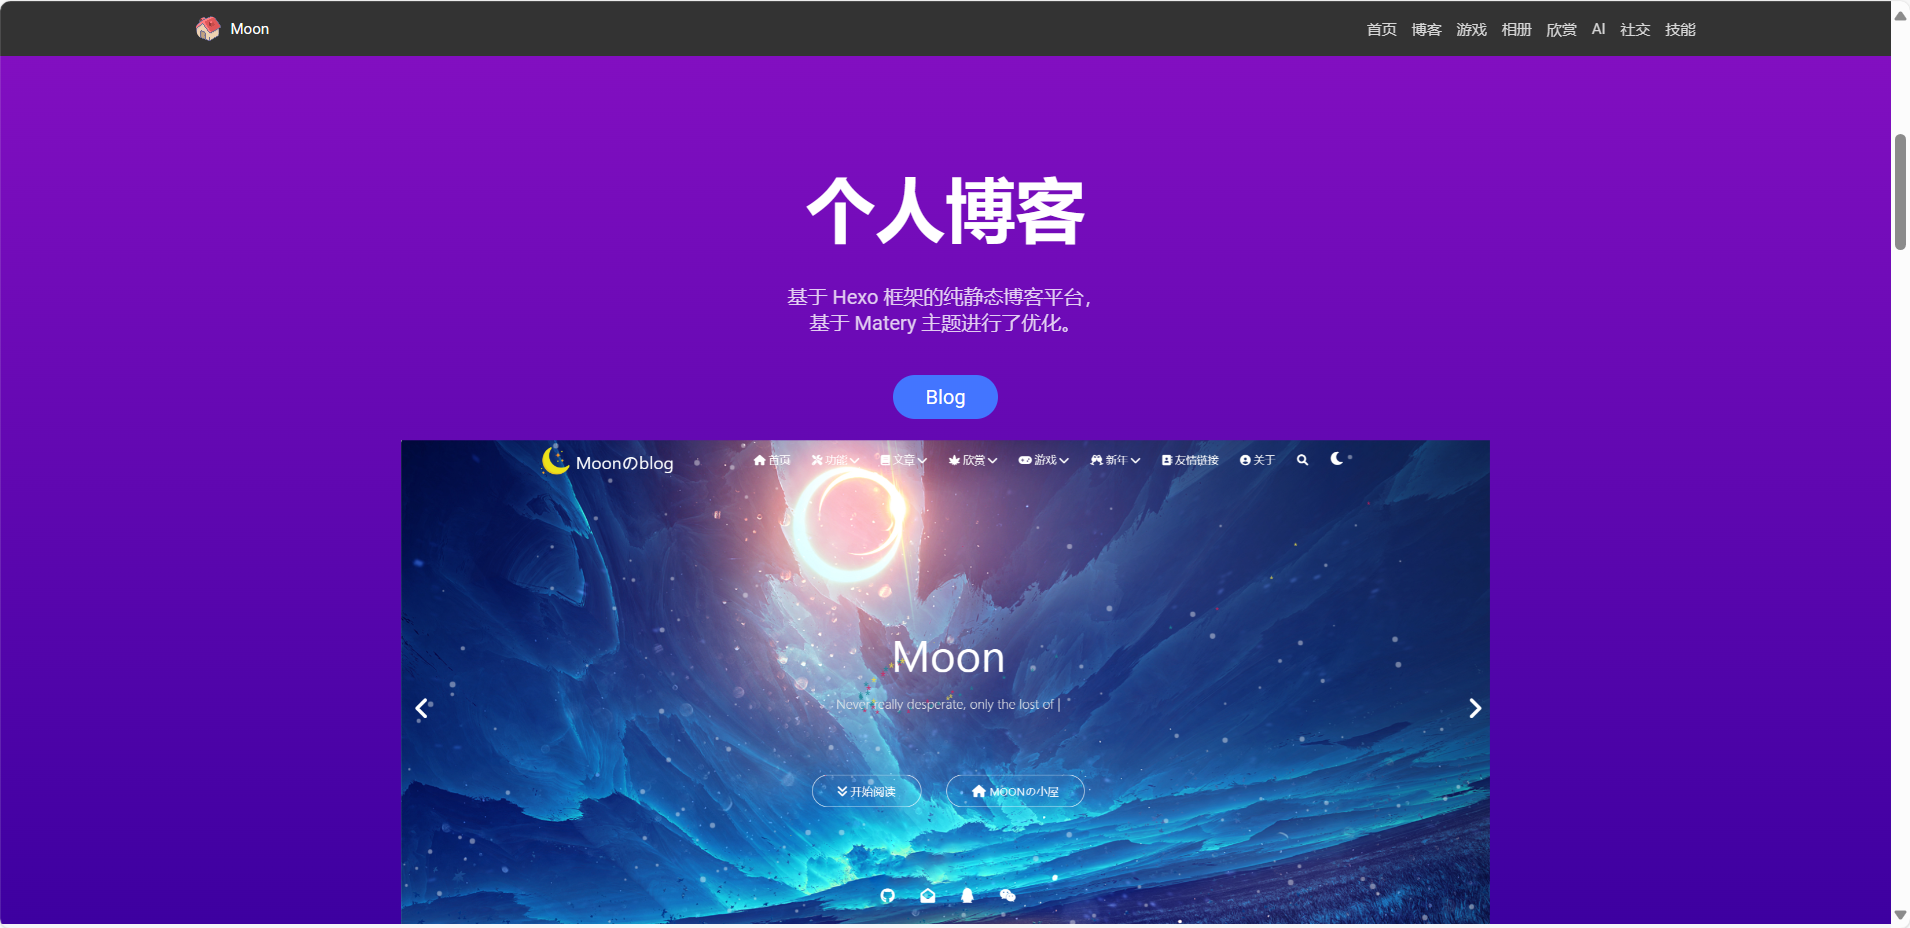 Moon 首页 博客 游戏 相册 欣赏 AI 社交 技能
个人博客
基于 Hexo 框架的纯静态博客平台，
基于 Matery 主题进行了优化。
Blog
Moonのblog 首页 功能 文章 欣赏 游戏 新年 友情链接 关于
Moon
Never really desperate, only the lost of |
开始阅读 MOONの小屋